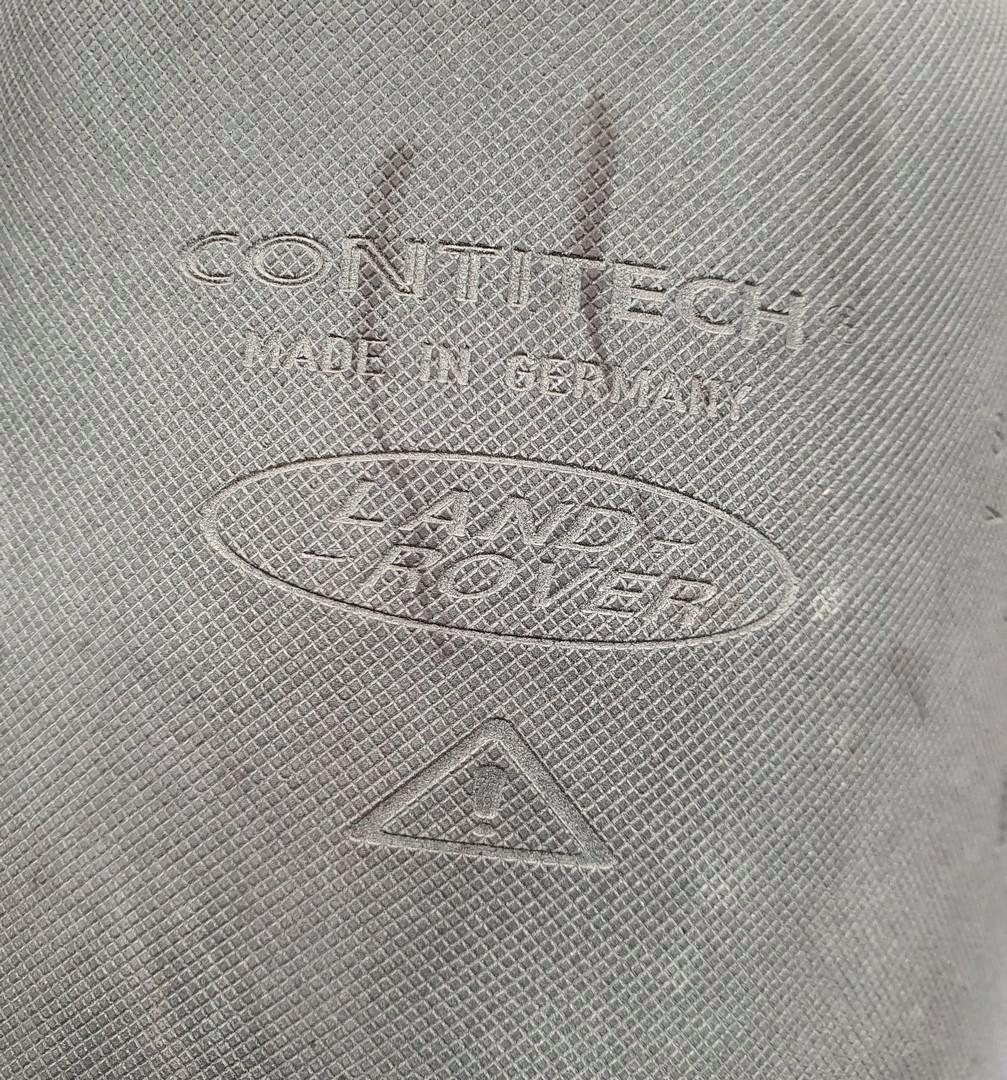 CONTITECH®
MADE IN GERMANY
LAND-
-ROVER
!